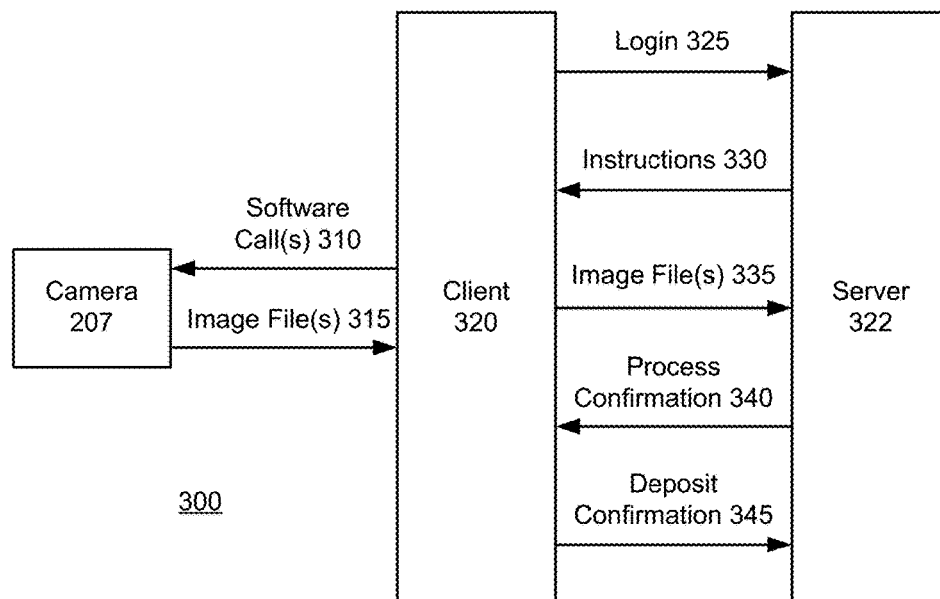 Login 325
Instructions 330
Software
Call(s) 310
Camera
207
Image File(s) 315
Client
320
Image File(s) 335
Server
322
Process
Confirmation 340
Deposit
Confirmation 345
300